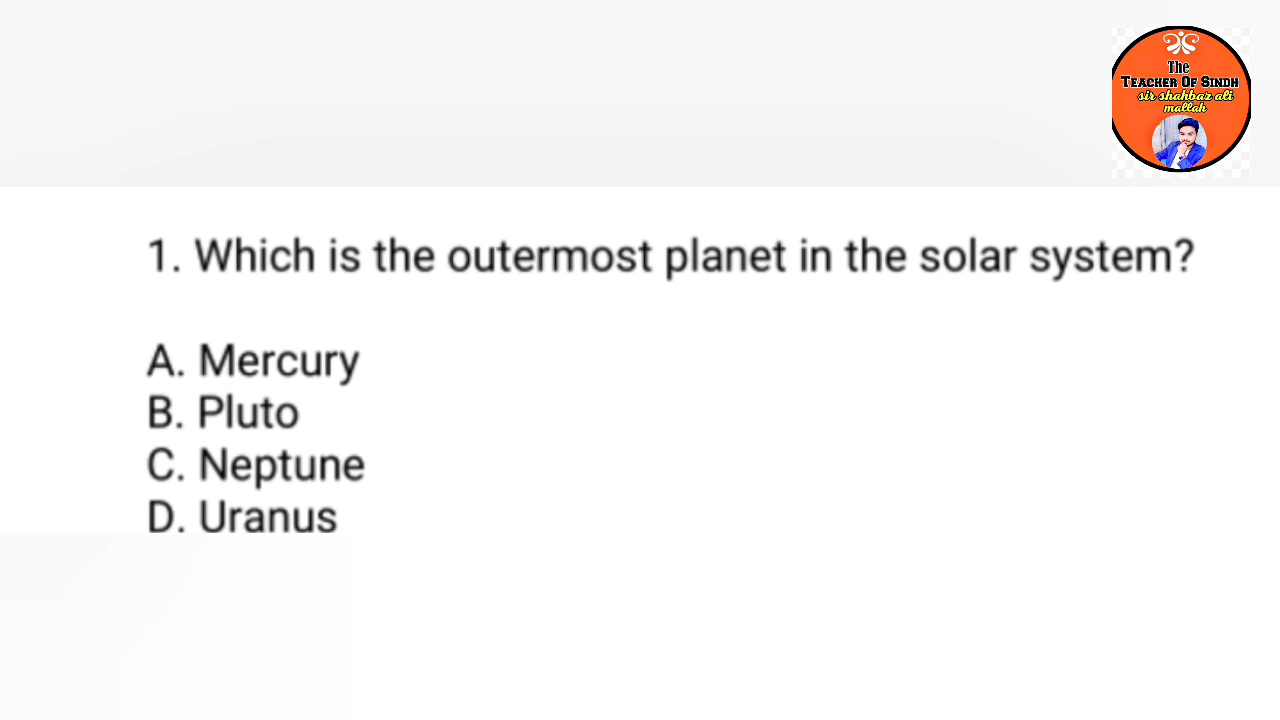 The
TEACHER OF SINDH
sir shahbaz ali
mallah
1. Which is the outermost planet in the solar system?
A. Mercury
B. Pluto
C. Neptune
D. Uranus